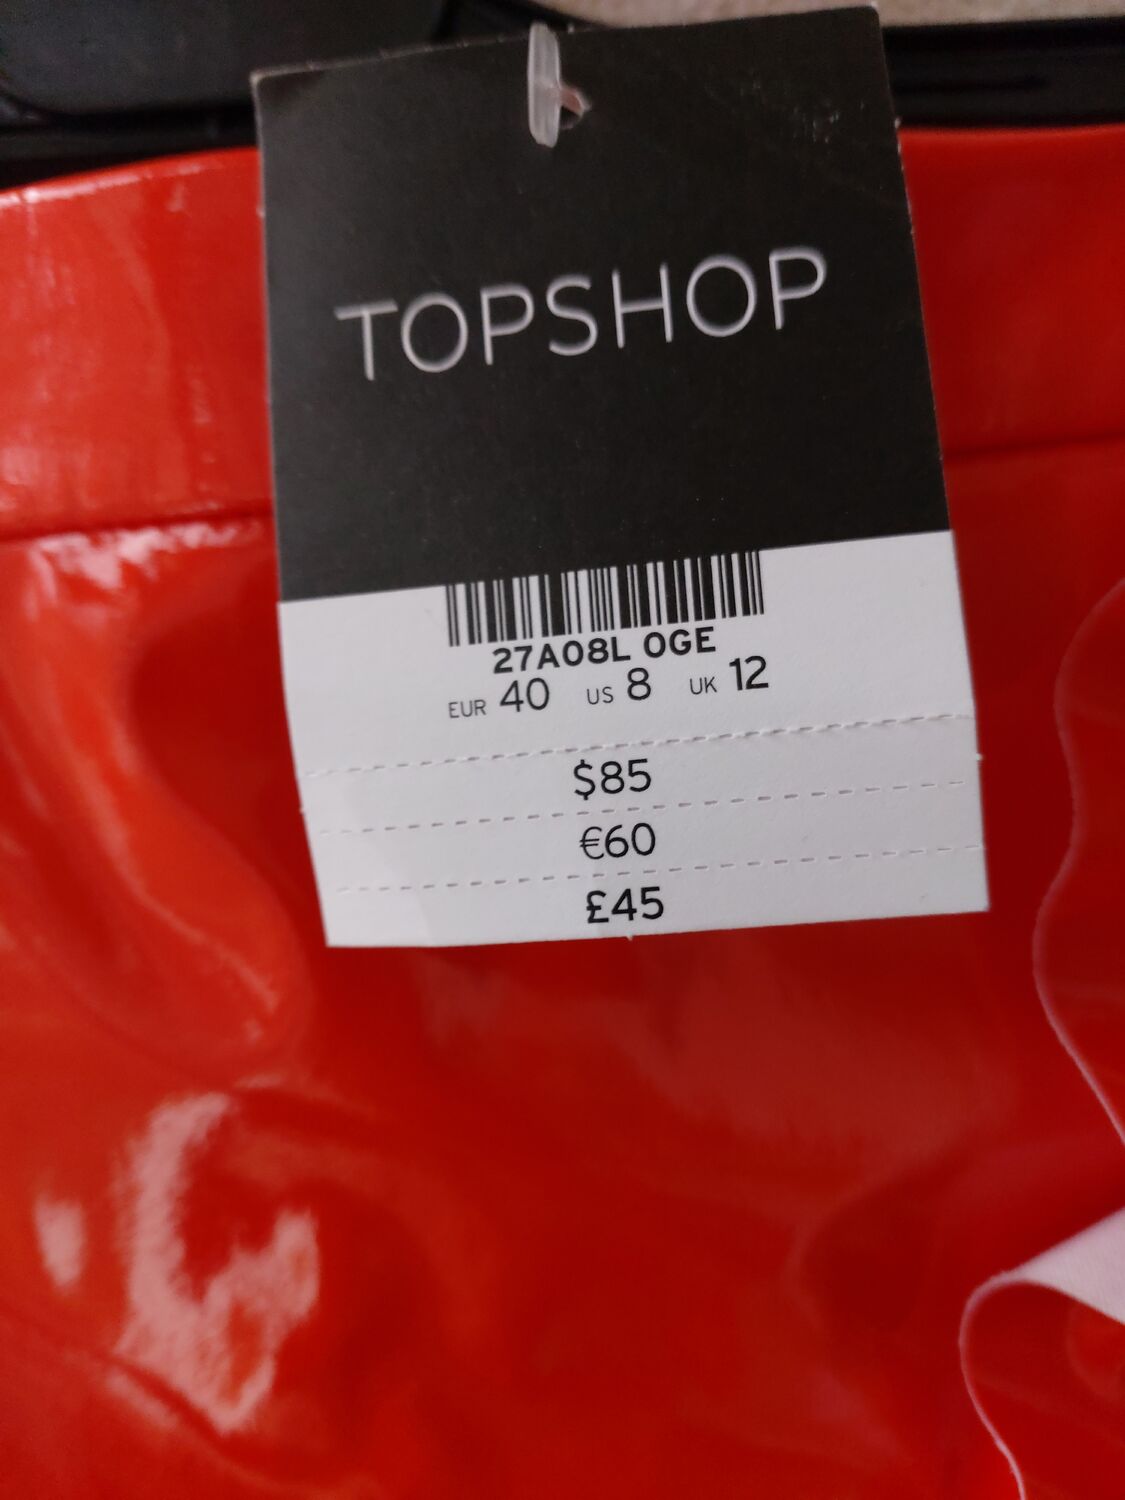 TOPSHOP
27A08L OGE
EUR 40 US 8 UK 12
$85
€60
£45